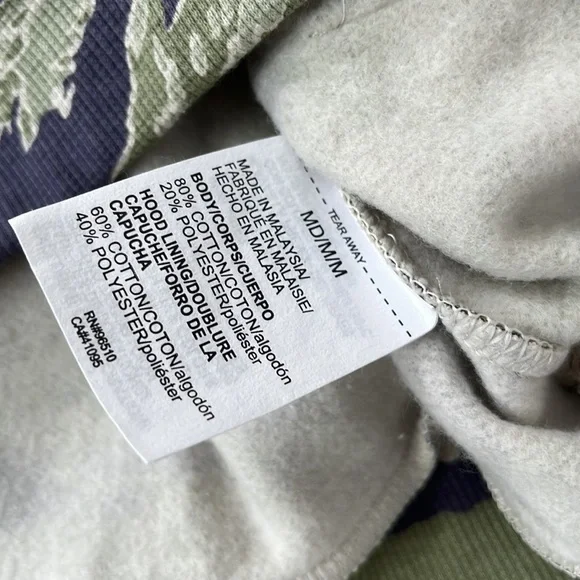 TEAR AWAY
MD/M/M
MADE IN MALAYSIA/
FABRIQUÉ EN MALAISIE/
HECHO EN MALASIA
BODY/CORPS/CUERPO
80% COTTON/COTON/algodón
20% POLYESTER/poliéster
HOOD LINING/DOUBLURE
CAPUCHE/FORRO DE LA
CAPUCHA
60% COTTON/COTON/algodón
40% POLYESTER/poliéster
RN#96510
CA#41095